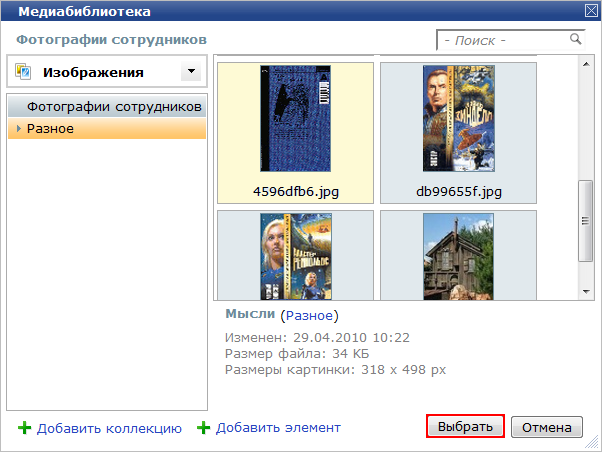 Медиабиблиотека
Фотографии сотрудников
- Поиск -
Изображения
Фотографии сотрудников
Разное
4596dfb6.jpg
db99655f.jpg
Мысли (Разное)
Изменен: 29.04.2010 10:22
Размер файла: 34 КБ
Размеры картинки: 318 x 498 px
Добавить коллекцию
Добавить элемент
Выбрать
Отмена